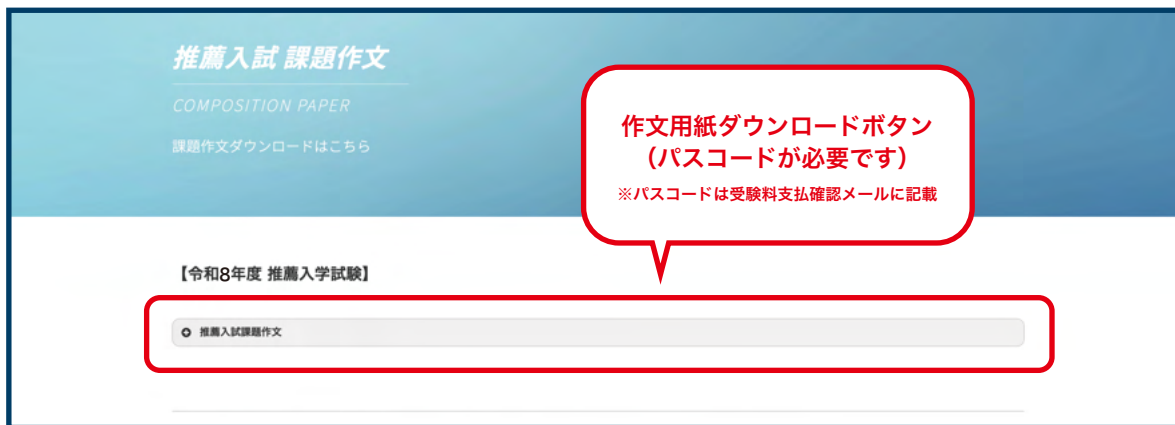 推薦入試 課題作文
COMPOSITION PAPER
課題作文ダウンロードはこちら
作文用紙ダウンロードボタン
（パスコードが必要です）
※パスコードは受験料支払確認メールに記載
【令和8年度 推薦入学試験】
推薦入試課題作文